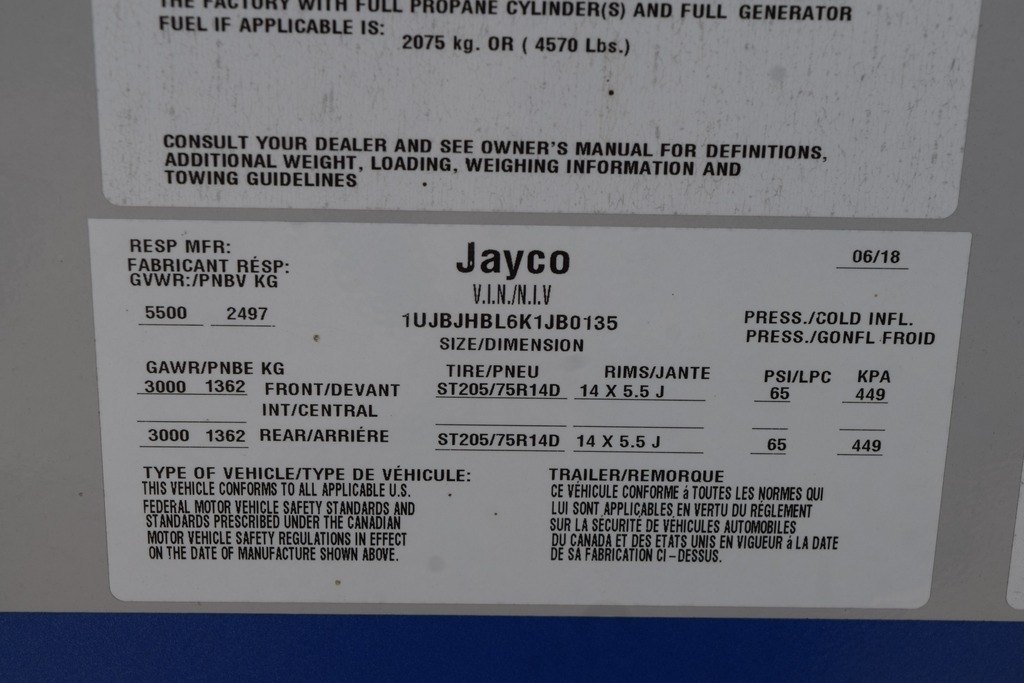 THE FACTORY WITH FULL PROPANE CYLINDER(S) AND FULL GENERATOR
FUEL IF APPLICABLE IS:
2075 kg. OR ( 4570 Lbs.)
CONSULT YOUR DEALER AND SEE OWNER'S MANUAL FOR DEFINITIONS,
ADDITIONAL WEIGHT, LOADING, WEIGHING INFORMATION AND
TOWING GUIDELINES
RESP MFR:
FABRICANT RÉSP:
GVWR:/PNBV KG
Jayco
06/18
V.I.N./N.I.V
5500 2497
1UJBJHBL6K1JB0135
PRESS./COLD INFL.
PRESS./GONFL FROID
SIZE/DIMENSION
GAWR/PNBE KG TIRE/PNEU RIMS/JANTE PSI/LPC KPA
3000 1362 FRONT/DEVANT ST205/75R14D 14 X 5.5 J 65 449
INT/CENTRAL
3000 1362 REAR/ARRIÉRE ST205/75R14D 14 X 5.5 J 65 449
TYPE OF VEHICLE/TYPE DE VÉHICULE: TRAILER/REMORQUE
THIS VEHICLE CONFORMS TO ALL APPLICABLE U.S.
FEDERAL MOTOR VEHICLE SAFETY STANDARDS AND
STANDARDS PRESCRIBED UNDER THE CANADIAN
MOTOR VEHICLE SAFETY REGULATIONS IN EFFECT
ON THE DATE OF MANUFACTURE SHOWN ABOVE.
CE VÉHICULE CONFORME á TOUTES LES NORMES QUI
LUI SONT APPLICABLES EN VERTU DU RÉGLEMENT
SUR LA SÉCURITÉ DE VÉHICULES AUTOMOBILES
DU CANADA ET DES ETATS UNIS EN VIGUEUR á LA DATE
DE SA FABRICATION CI-DESSUS.